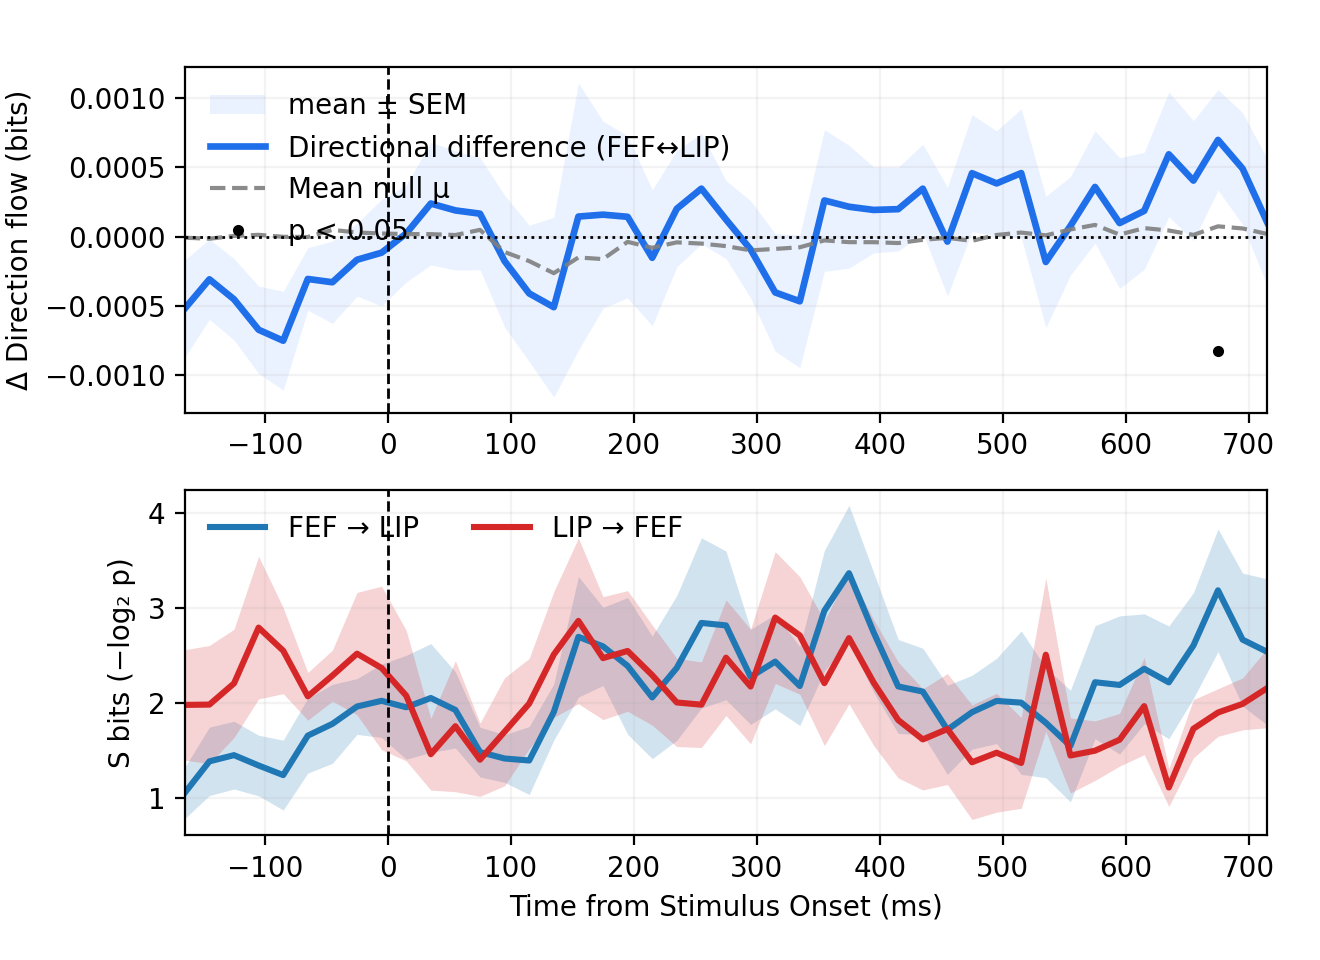 Δ Direction flow (bits)
0.0010
0.0005
0.0000
−0.0005
−0.0010
mean ± SEM
Directional difference (FEF↔LIP)
Mean null μ
p < 0.05
−100 0 100 200 300 400 500 600 700
S bits (−log₂ p)
4
3
2
1
FEF → LIP LIP → FEF
−100 0 100 200 300 400 500 600 700
Time from Stimulus Onset (ms)